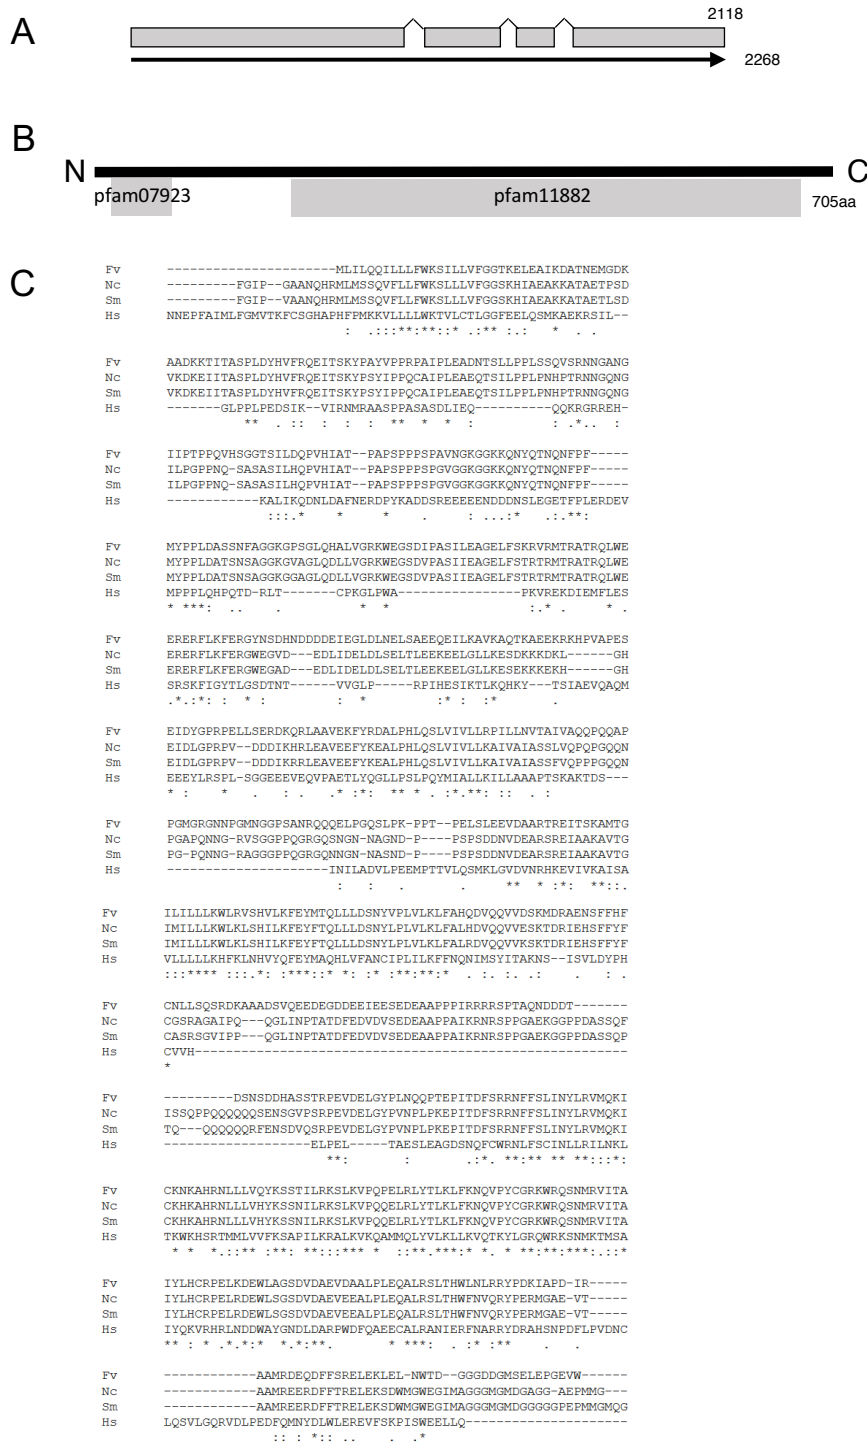 A
2118
2268
B
N
C
pfam07923
pfam11882
705aa
C
Fv ----------------------MLILQQILLLFWKSILLVFGGTKELEAIKDATNEMGDK
Nc ---------FGIP-GAANQHRMLMSSQVFLLFWKSLLLVFGGSKHIAEAKKATAETPSD
Sm ---------FGIP-VAANQHRMLMSSQVFLLFWKSLLLVFGGSKHIAEAKKATAETLSD
Hs NNEPFAIMLFGMVTKFCSGHAPHFPMKKVLLLLWKTVLCTLGGFEELQSMKAEKRSIL--
: .:::**:**::* :**:.: * . .
Fv AADKKTITASPLDYHVFRQEITSKYPAYVPPRPAIPLEADNTSLLPPLSSQVSRNNGANG
Nc VKDKEIITASPLDYHVFRQEITSKYPSYIPPQCAIPLEAEQTSILPPLPNHPTRNNGQNG
Sm VKDKEIITASPLDYHVFRQEITSKYPSYIPPQCAIPLEAEQTSILPPLPNHPTRNNGQNG
Hs -------GLPPLPEDSIK--VIRNMRAASPPASASDLIEQ----------QQKRGRREH-
** . :: : : : ** * * : : .*.. :
Fv IIPTPPQVHSGGTSILDQPVHIAT--PAPSPPPSPAVNGKGGKKQNYQTNQNFPF-----
Nc ILPGPPNQ-SASASILHQPVHIAT--PAPSPPPSPGVGGKGGKKQNYQTNQNFPF-----
Sm ILPGPPNQ-SASASILHQPVHIAT--PAPSPPPSPGVGGKGGKKQNYQTNQNFPF-----
Hs ------------KALIKQDNLDAFNERDPYKADDSREEEENDDDNSLEGETFPLERDEV
:::.* * * . : ...:* .:**:
Fv MYPPLDASSNFAGGKGPSGLQHALVGRKWEGSDIPASILEAGELFSKRVRMTRATRQLWE
Nc MYPPLDATSNSAGGKGVAGLQDLLVGRKWEGSDVPASIIEAGELFSTRTRMTRATRQLWE
Sm MYPPLDATSNSAGGKGGAGLQDLLVGRKWEGSDVPASIIEAGELFSTRTRMTRATRQLWE
Hs MPPPLQHPQTD-RLT------CPKGLPWA----------------PKVREKDIEMFLES
* ***: .. . * * :.* . * .
Fv ERERFLKFERGYNSDHNDDDDEIEGLDLNELSAEEQEILKAVKAQTKAEEKRKHPVAPES
Nc ERERFLKFERGWEGVD---EDLIDELDLSELTLEEKEELGLLKESDKKKDKL------GH
Sm ERERFLKFERGWEGAD---EDLIDELDLSELTLEEKEELGLLKESEKKKEKH------GH
Hs SRSKFIGYTLGSDTNT-----VVGLP----RPIHESIKTLKQHKY---TSIAEVQAQM
.*.:*: : * : . * :* : *: .
Fv EIDYGPRPELLSERDKQRLAAVEKFYRDALPHLQSLVIVLLRPILLNVTAIVAQQPQQAP
Nc EIDLGPRPV--DDDIKHRLEAVEEFYKEALPHLQSLVIVLLKAIVAIASSLVQPQPGQQN
Sm EIDLGPRPV--DDDIKRRLAAVEEFYKEALPHLQSLVIVLLKAIVAIASSFVQPPPGQQN
Hs EEEYLRSPL-SGGEEEVEQVPAETLYQGLLPSLPQYMIALLKILLAAAPTSKAKTDS---
* : * . : . *:*: ** * . :*.**: :: : :
Fv PGMGRGNNPGMNGGPSANRQQQELPGQSLPK-PPT--PELSLEEVDAARTREITSKAMTG
Nc PGAPQNNG-RVSGGPPQGRGQSNGN-NAGND-P----PSPSDDNVDEARSREIAAKAVTG
Sm PG-PQNNG-RAGGGPPQGRGQNNGN-NASND-P----PSPSDDNVDEARSREIAAKAVTG
Hs ---------------------INILADVLPEEMPTTVLQSMKLGVDVNRHKEVIVKAISA
: : . . ** * :*: **::.
Fv ILILLLKWLRVSHVLKFEYMTQLLLDSNYVPLVLKLFAHQDVQQVVDSKMDRAENSFFHF
Nc IMILLLKWLKLSHILKFEYFTQLLLDSNYLPLVLKLFALHDVQQVVESKTDRIEHSFFYF
Sm IMILLLKWLKLSHILKFEYFTQLLLDSNYLPLVLKLFALRDVQQVVKSKTDRIEHSFFYF
Hs VLLLLLKHFKLNHVYQFEYMAQHLVFANCIPLILKFFNQNIMSYITAKNS--ISVLDYPH
:::**** ::.*: :***::* *: :* :**:**:* . :. :. .: : .
Fv CNLLSQSRDKAAADSVQEEDEGDDEEIEESEDEAAPPPIRRRRSPTAQNDDDT-------
Nc CGSRAGAIPQ---QGLINPTATDFEDVDVSEDEAAPPAIKRNRSPPGAEKGGPPDASSQF
Sm CASRSGVIPP---QGLINPTATDFEDVDVSEDEAAPPAIKRNRSPPGAEKGGPPDASSQP
Hs CVVH--------------------------------------------------------
*
Fv ---------DSNSDDHASSTRPEVDELGYPLNQQPTEPITDFSRRNFFSLINYLRVMQKI
Nc ISSQPPQQQQQQSENSGVPSRPEVDELGYPVNPLPKEPITDFSRRNFFSLINYLRVMQKI
Sm TQ---QQQQQQRFENSDVQSRPEVDELGYPVNPLPKEPITDFSRRNFFSLINYLRVMQKI
Hs -------------------ELPEL-----TAESLEAGDSNQFCWRNLFSCINLLRILNKL
**: : .:* **:** ** **:::*:
Fv CKNKAHRNLLLVQYKSSTILRKSLKVPQPELRLYTLKLFKNQVPYCGRKWRQSNMRVITA
Nc CKHKAHRNLLLVHYKSSNILRKSLKVPQQELRLYTLKLFKNQVPYCGRKWRQSNMRVITA
Sm CKHKAHRNLLLVHYKSSNILRKSLKVPQQELRLYTLKLFKNQVPYCGRKWRQSNMRVITA
Hs TKWKHSRTMMLVVFKSAPILKRALKVKQAMMQLYVLKLLKVQTKYLGRQWRKSNMKTMSA
* * *.::** :**: **:::*** * ::**.***:* *. * **:**:***:.::*
Fv IYLHCRPELKDEWLAGSDVDAEVDAALPLEQALRSLTHWLNLRRYPDKIAPD-IR-----
Nc IYLHCRPELRDEWLSGSDVDAEVEEALPLEQALRSLTHWFNVQRYPERMGAE-VT-----
Sm IYLHCRPELRDEWLSGSDVDAEVEEALPLEQALRSLTHWFNVQRYPERMGAE-VT-----
Hs IYQKVRHRLNDDWAYGNDLDARPWDFQAEECALRANIERFNARRYDRAHSNPDFLPVDNC
** : * .*.*:* *.*:**. * ***: .:* :** . .
Fv ------------AAMRDEQDFFSRELEKLEL-NWTD--GGGDDGMSELEPGEVW------
Nc ------------AAMREERDFFTRELEKSDWMGWEGIMAGGGMGMDGAGG-AEPMMG---
Sm ------------AAMREERDFFTRELEKSDWMGWEGIMAGGGMGMDGGGGGPEPMMGMQG
Hs LQSVLGQRVDLPEDFQMNYDLWLEREVFSKPISWEELLQ---------------------
:: : *:: .. . .*